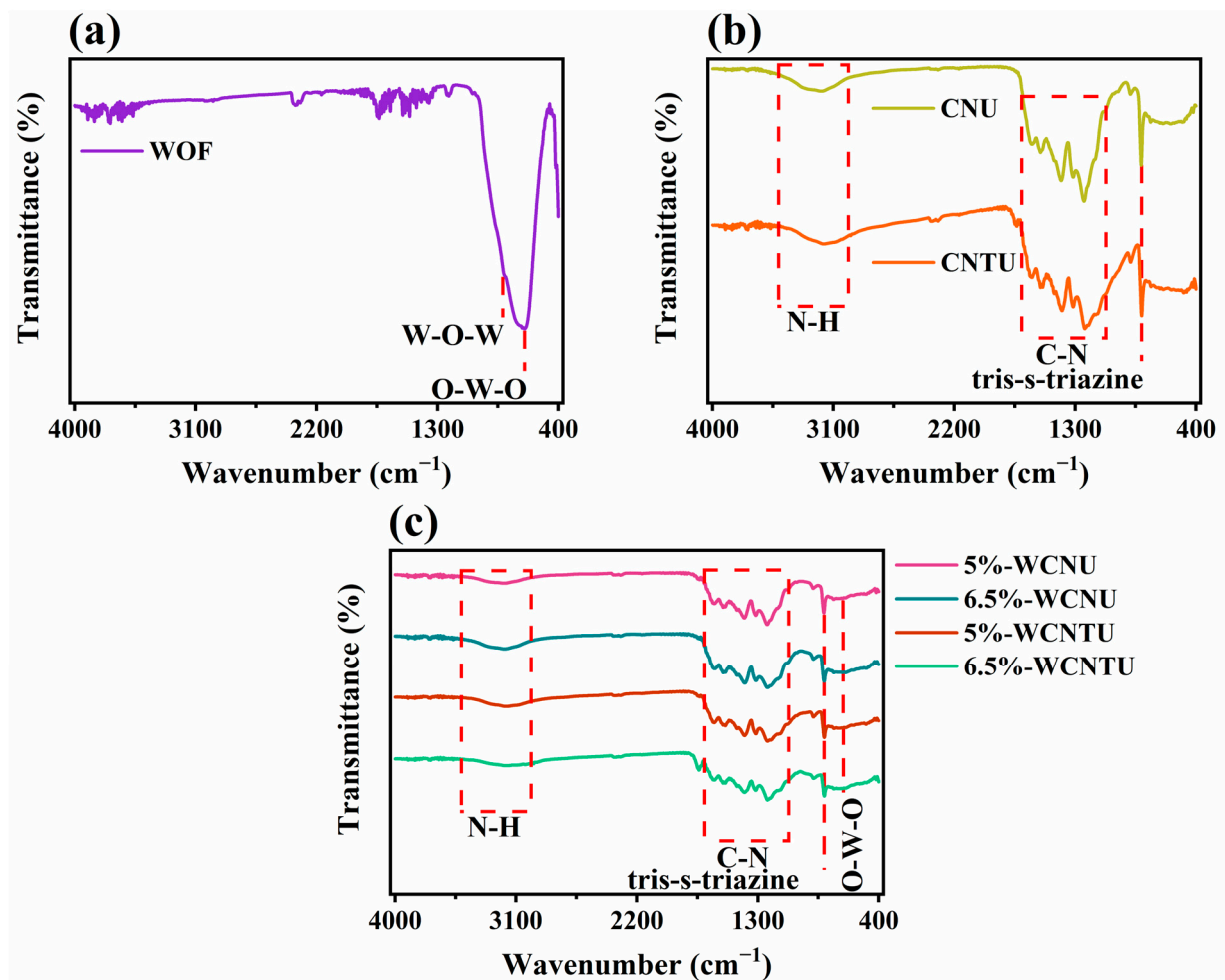 (a)
Transmittance (%)
WOF
W-O-W
O-W-O
4000 3100 2200 1300 400
Wavenumber (cm⁻¹)
(b)
Transmittance (%)
CNU
CNTU
N-H
C-N
tris-s-triazine
4000 3100 2200 1300 400
Wavenumber (cm⁻¹)
(c)
Transmittance (%)
5%-WCNU
6.5%-WCNU
5%-WCNTU
6.5%-WCNTU
N-H
C-N
tris-s-triazine
O-W-O
4000 3100 2200 1300 400
Wavenumber (cm⁻¹)